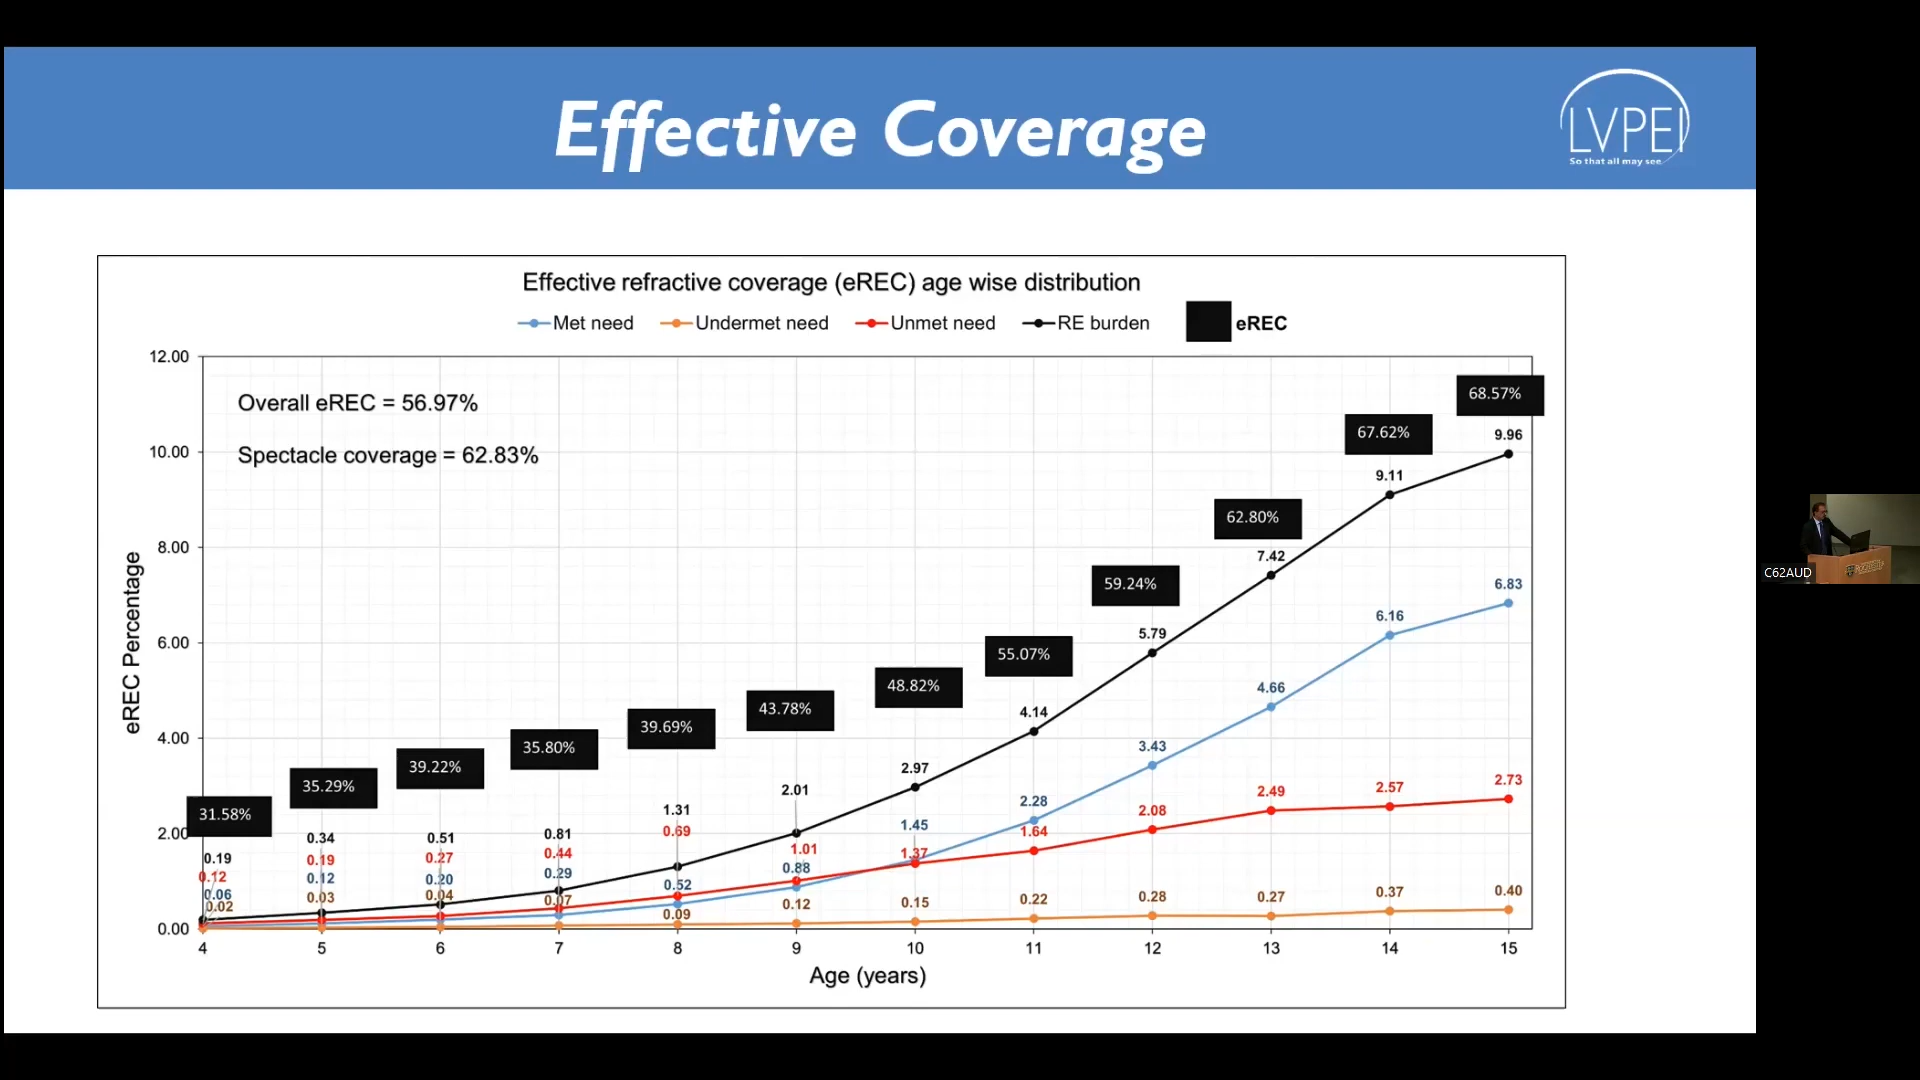 Effective Coverage
LVPEI
So that all may see
Effective refractive coverage (eREC) age wise distribution
Met need Undermet need Unmet need RE burden eREC
Overall eREC = 56.97%
Spectacle coverage = 62.83%
eREC Percentage
12.00
10.00
8.00
6.00
4.00
2.00
0.00
31.58%
35.29%
39.22%
35.80%
39.69%
43.78%
48.82%
55.07%
59.24%
62.80%
67.62%
68.57%
0.19 0.34 0.51 0.81 1.31 2.01 2.97 4.14 5.79 7.42 9.11 9.96
0.12 0.19 0.27 0.44 0.69 1.01 1.37 1.64 2.08 2.49 2.57 2.73
0.06 0.12 0.20 0.29 0.52 0.88 1.45 2.28 3.43 4.66 6.16 6.83
0.02 0.03 0.04 0.07 0.09 0.12 0.15 0.22 0.28 0.27 0.37 0.40
4 5 6 7 8 9 10 11 12 13 14 15
Age (years)
C62AUD